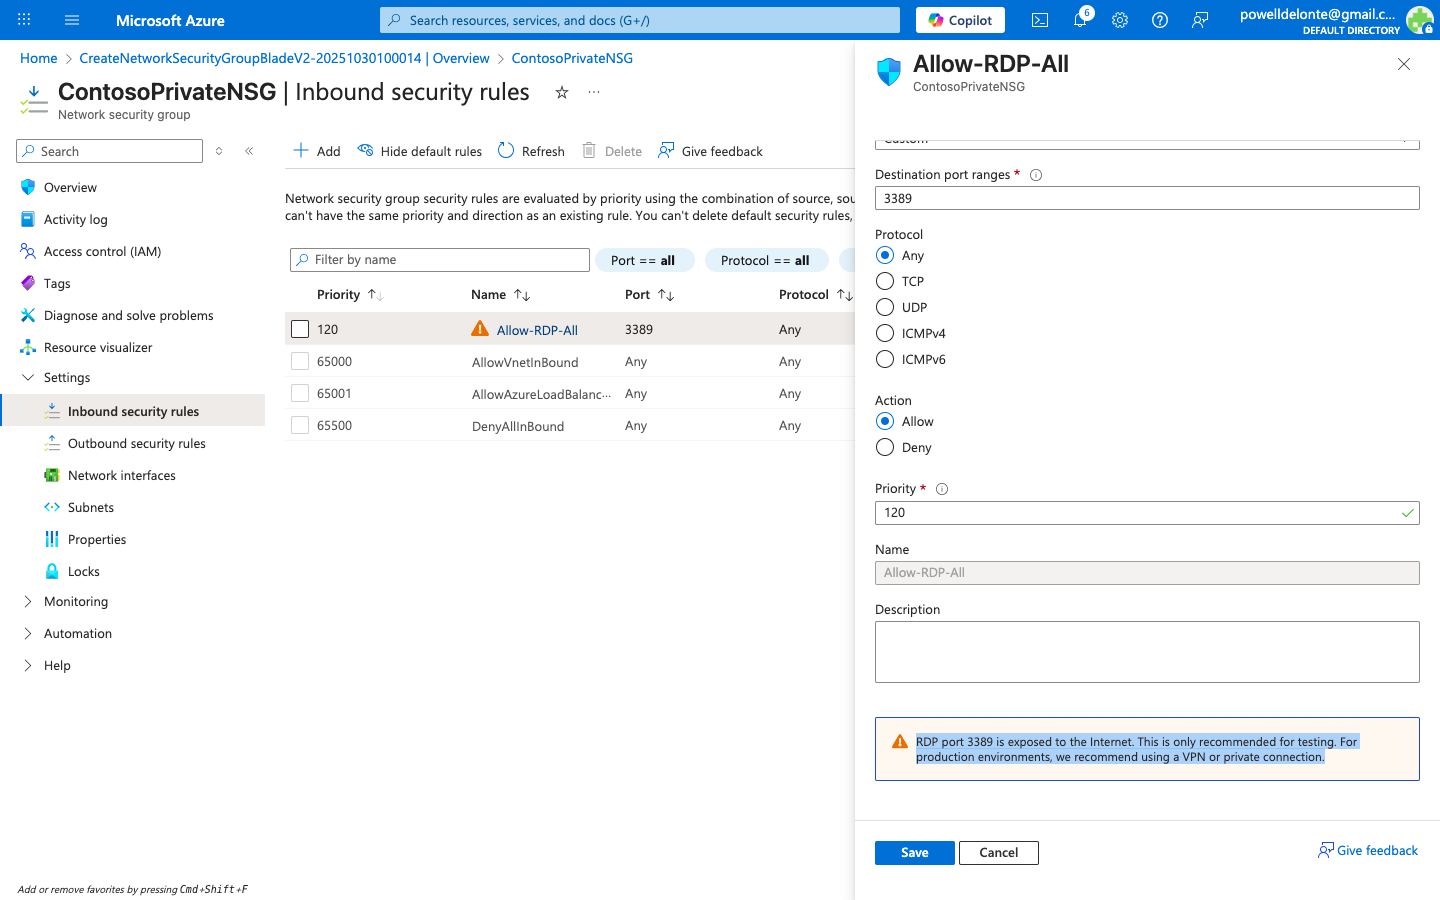 Microsoft Azure
Search resources, services, and docs (G+/)
Copilot
6
powelldelonte@gmail.c...
DEFAULT DIRECTORY
Home > CreateNetworkSecurityGroupBladeV2-20251030100014 | Overview > ContosoPrivateNSG
ContosoPrivateNSG | Inbound security rules
Network security group
Search
Overview
Activity log
Access control (IAM)
Tags
Diagnose and solve problems
Resource visualizer
Settings
Inbound security rules
Outbound security rules
Network interfaces
Subnets
Properties
Locks
Monitoring
Automation
Help
Add or remove favorites by pressing Cmd+Shift+F
Add Hide default rules Refresh Delete Give feedback
Network security group security rules are evaluated by priority using the combination of source, sou
can't have the same priority and direction as an existing rule. You can't delete default security rules,
Filter by name Port == all Protocol == all
Priority Name Port Protocol
120 Allow-RDP-All 3389 Any
65000 AllowVnetInBound Any Any
65001 AllowAzureLoadBalanc... Any Any
65500 DenyAllInBound Any Any
Allow-RDP-All
ContosoPrivateNSG
Custom
Destination port ranges *
3389
Protocol
Any
TCP
UDP
ICMPv4
ICMPv6
Action
Allow
Deny
Priority *
120
Name
Allow-RDP-All
Description
RDP port 3389 is exposed to the Internet. This is only recommended for testing. For
production environments, we recommend using a VPN or private connection.
Save Cancel
Give feedback